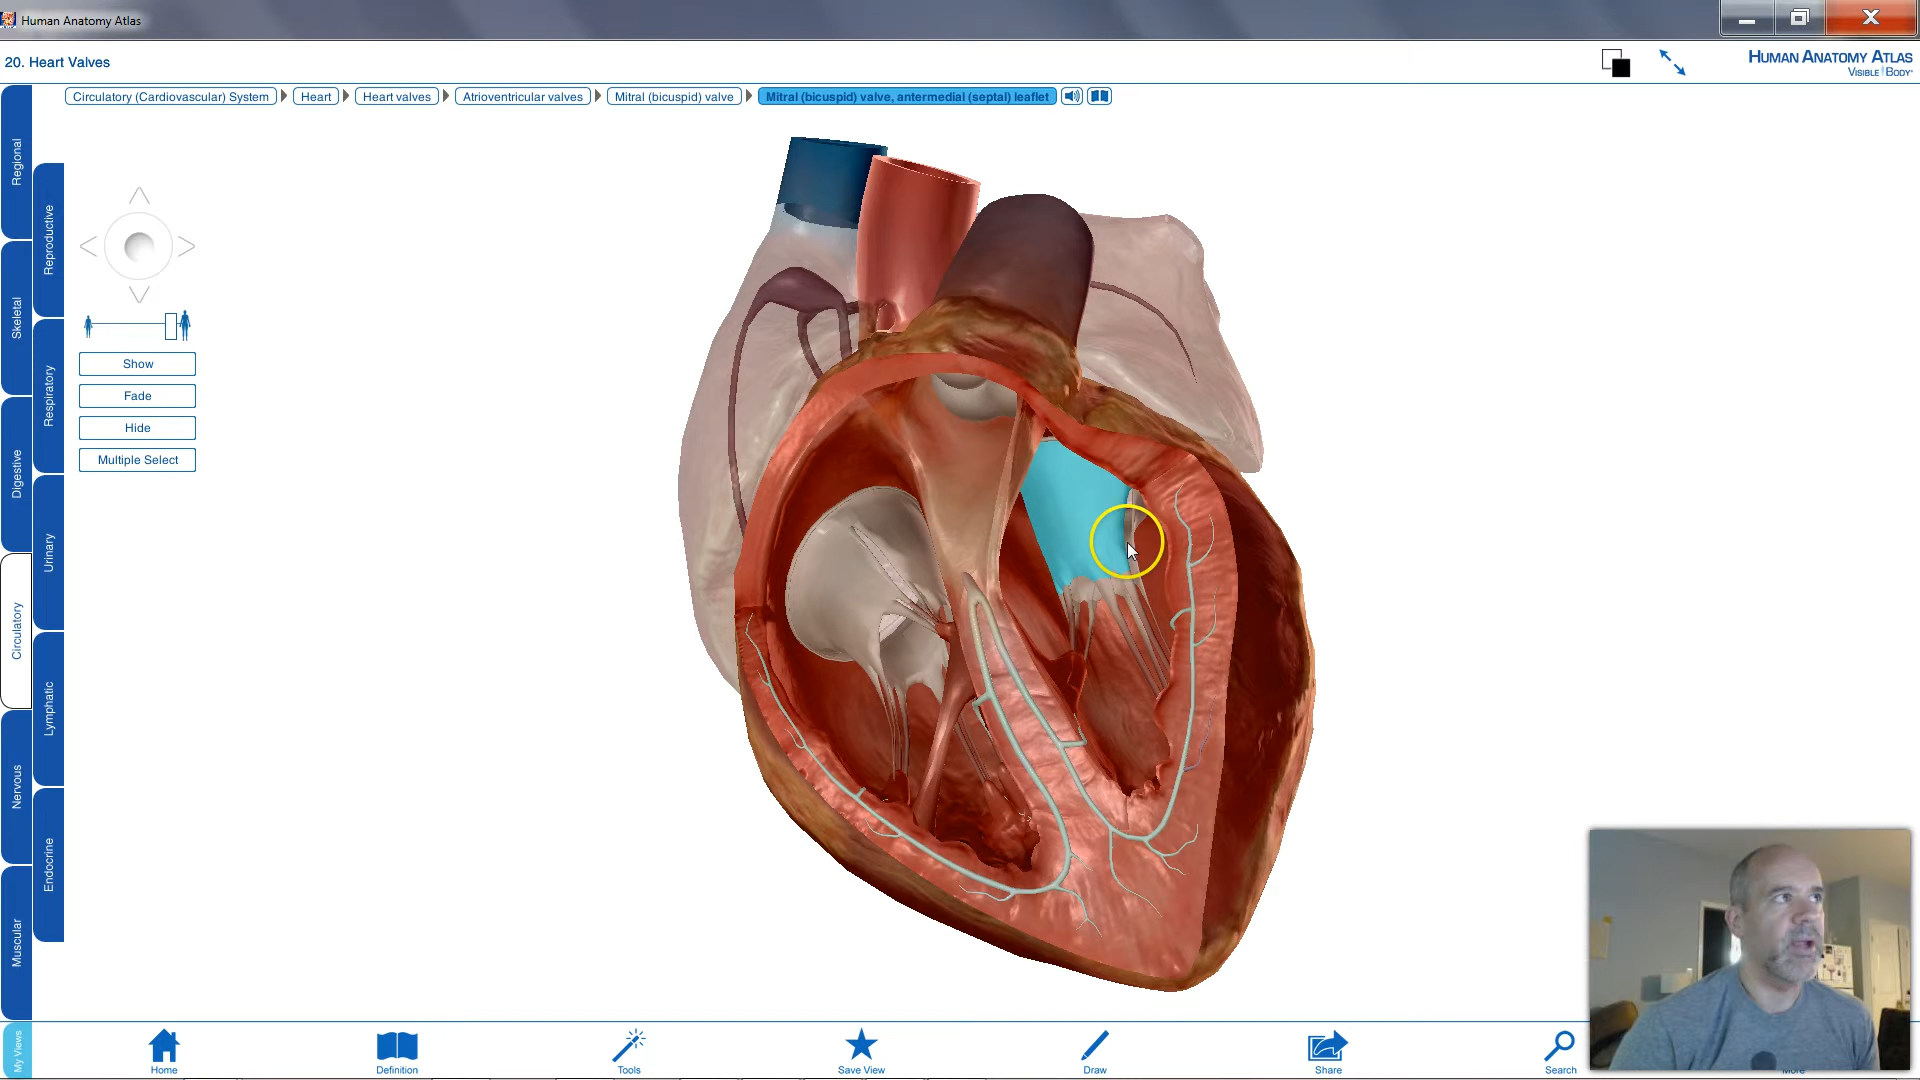 Human Anatomy Atlas
20. Heart Valves
HUMAN ANATOMY ATLAS
VISIBLE BODY
Circulatory (Cardiovascular) System
Heart
Heart valves
Atrioventricular valves
Mitral (bicuspid) valve
Mitral (bicuspid) valve, antermedial (septal) leaflet
Regional
Skeletal
Digestive
Circulatory
Nervous
Muscular
My Views
Reproductive
Respiratory
Urinary
Lymphatic
Endocrine
Show
Fade
Hide
Multiple Select
Home
Definition
Tools
Save View
Draw
Share
Search
More